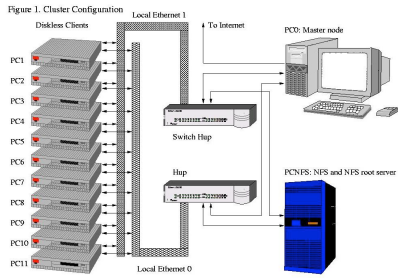 Figure 1. Cluster Configuration
Diskless Clients
Local Ethernet 1
To Internet
PC0: Master node
PC1
PC2
PC3
PC4
PC5
PC6
PC7
PC8
PC9
PC10
PC11
Switch Hup
Hup
PCNFS: NFS and NFS root server
Local Ethernet 0